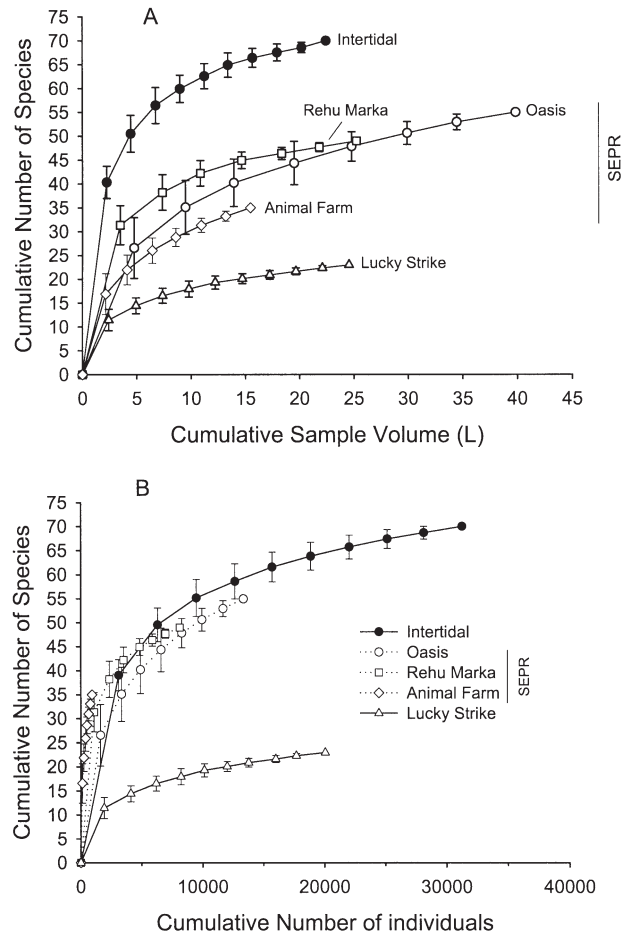 A
75
70
65
60
55
50
45
40
35
30
25
20
15
10
5
0
Cumulative Number of Species
Intertidal
Rehu Marka
Oasis
Animal Farm
Lucky Strike
SEPR
0 5 10 15 20 25 30 35 40 45
Cumulative Sample Volume (L)
B
75
70
65
60
55
50
45
40
35
30
25
20
15
10
5
0
Cumulative Number of Species
Intertidal
Oasis
Rehu Marka
Animal Farm
Lucky Strike
SEPR
0 10000 20000 30000 40000
Cumulative Number of individuals